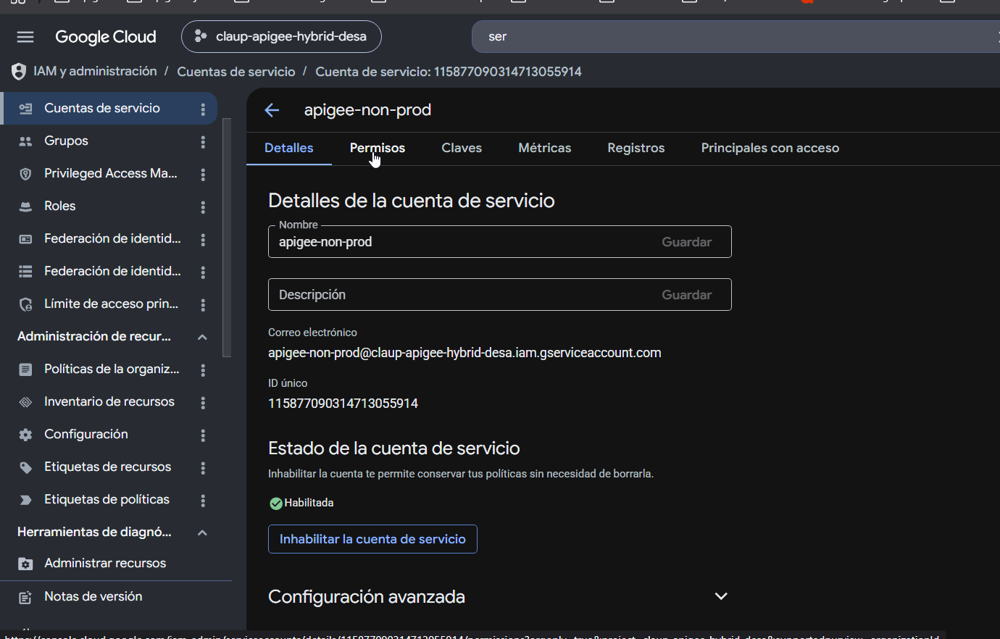 Google Cloud
claup-apigee-hybrid-desa
ser
IAM y administración / Cuentas de servicio / Cuenta de servicio: 115877090314713055914
Cuentas de servicio
Grupos
Privileged Access Ma...
Roles
Federación de identid...
Federación de identid...
Límite de acceso prin...
Administración de recur...
Políticas de la organiz...
Inventario de recursos
Configuración
Etiquetas de recursos
Etiquetas de políticas
Herramientas de diagnó...
Administrar recursos
Notas de versión
apigee-non-prod
Detalles
Permisos
Claves
Métricas
Registros
Principales con acceso
Detalles de la cuenta de servicio
Nombre
apigee-non-prod
Guardar
Descripción
Guardar
Correo electrónico
apigee-non-prod@claup-apigee-hybrid-desa.iam.gserviceaccount.com
ID único
115877090314713055914
Estado de la cuenta de servicio
Inhabilitar la cuenta te permite conservar tus políticas sin necesidad de borrarla.
Habilitada
Inhabilitar la cuenta de servicio
Configuración avanzada